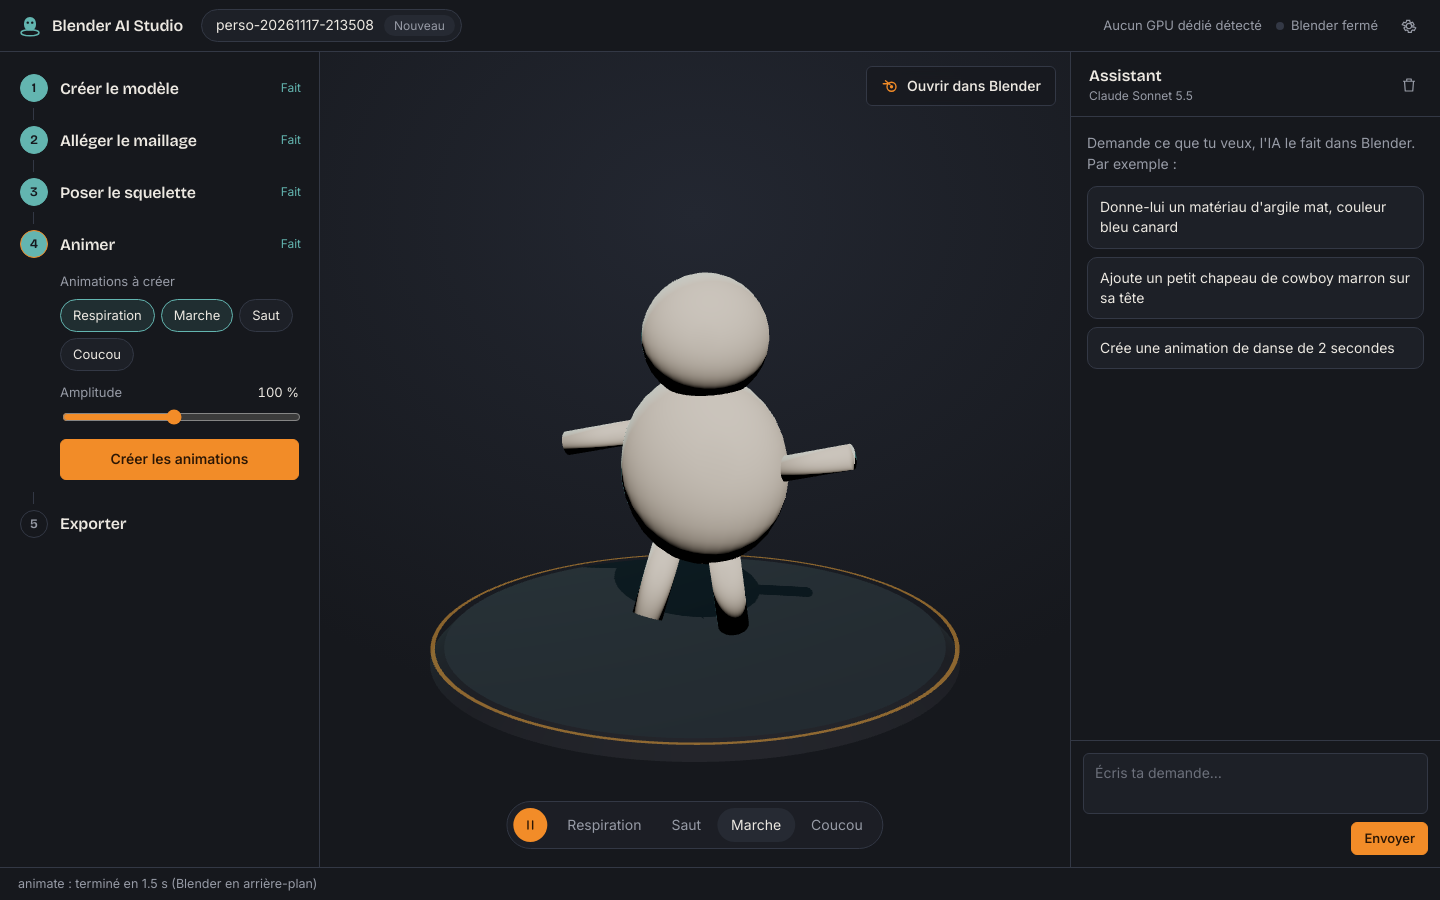 Blender AI Studio
perso-20261117-213508
Nouveau
Aucun GPU dédié détecté
Blender fermé
1
Créer le modèle
Fait
2
Alléger le maillage
Fait
3
Poser le squelette
Fait
4
Animer
Fait
Animations à créer
Respiration
Marche
Saut
Coucou
Amplitude
100 %
Créer les animations
5
Exporter
Ouvrir dans Blender
Respiration
Saut
Marche
Coucou
Assistant
Claude Sonnet 5.5
Demande ce que tu veux, l'IA le fait dans Blender.
Par exemple :
Donne-lui un matériau d'argile mat, couleur
bleu canard
Ajoute un petit chapeau de cowboy marron sur
sa tête
Crée une animation de danse de 2 secondes
Écris ta demande...
Envoyer
animate : terminé en 1.5 s (Blender en arrière-plan)